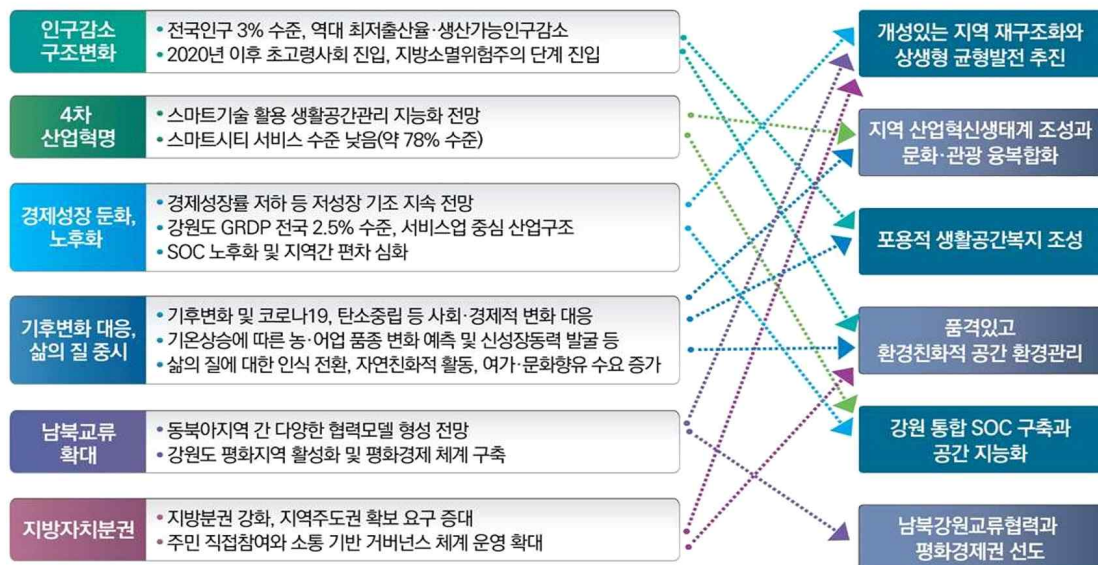 인구감소
구조변화
• 전국인구 3% 수준, 역대 최저출산율·생산가능인구감소
• 2020년 이후 초고령사회 진입, 지방소멸위험주의 단계 진입
4차
산업혁명
• 스마트기술 활용 생활공간관리 지능화 전망
• 스마트시티 서비스 수준 낮음(약 78% 수준)
경제성장 둔화,
노후화
• 경제성장률 저하 등 저성장 기조 지속 전망
• 강원도 GRDP 전국 2.5% 수준, 서비스업 중심 산업구조
• SOC 노후화 및 지역간 편차 심화
기후변화 대응,
삶의 질 중시
• 기후변화 및 코로나19, 탄소중립 등 사회·경제적 변화 대응
• 기온상승에 따른 농·어업 품종 변화 예측 및 신성장동력 발굴 등
• 삶의 질에 대한 인식 전환, 자연친화적 활동, 여가·문화향유 수요 증가
남북교류
확대
• 동북아지역 간 다양한 협력모델 형성 전망
• 강원도 평화지역 활성화 및 평화경제 체계 구축
지방자치분권
• 지방분권 강화, 지역주도권 확보 요구 증대
• 주민 직접참여와 소통 기반 거버넌스 체계 운영 확대
개성있는 지역 재구조화와
상생형 균형발전 추진
지역 산업혁신생태계 조성과
문화·관광 융복합화
포용적 생활공간복지 조성
품격있고
환경친화적 공간 환경관리
강원 통합 SOC 구축과
공간 지능화
남북강원교류협력과
평화경제권 선도